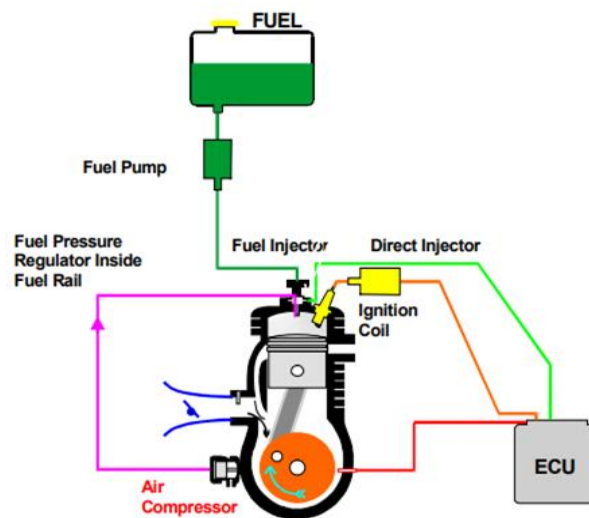 FUEL
Fuel Pump
Fuel Pressure
Regulator Inside
Fuel Rail
Fuel Injector
Direct Injector
Ignition
Coil
Air
Compressor
ECU